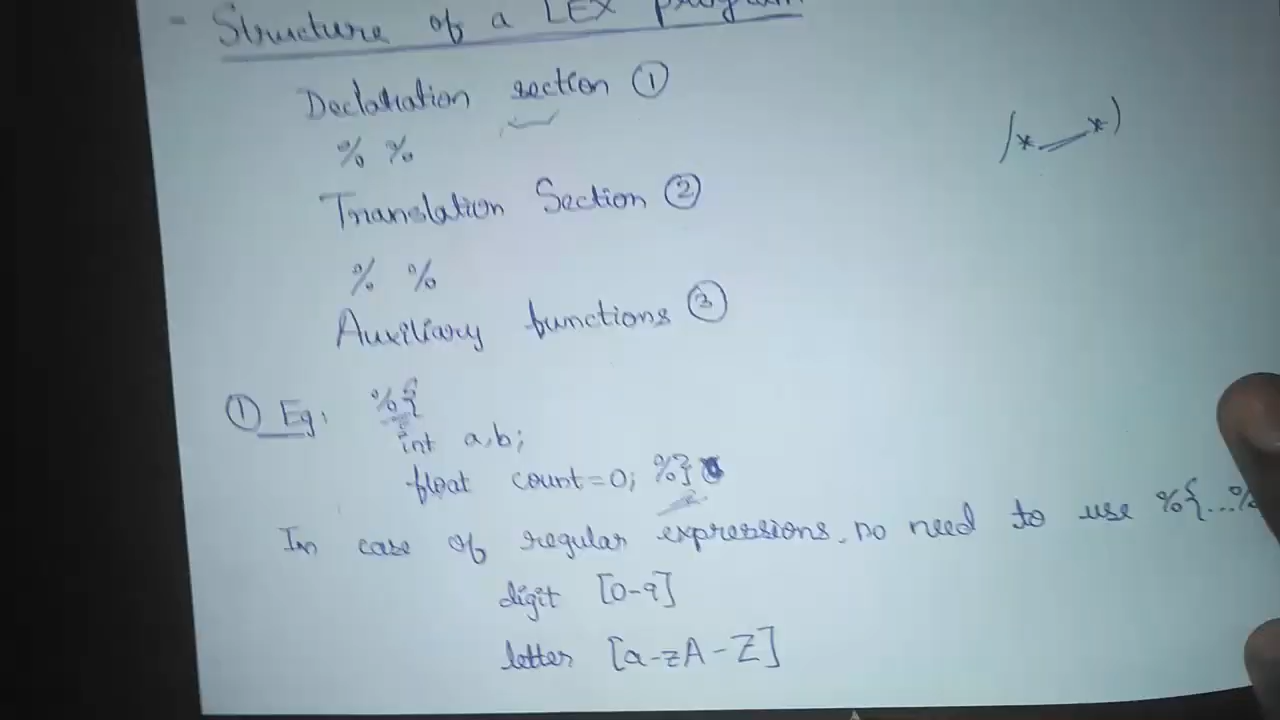 - Structure of a LEX program
Declaration section ①
/* *)
% %
Translation Section ②
% %
Auxiliary functions ③
① Eg: %{
int a,b;
float count=0; %}
In case of regular expressions, no need to use %{...%
digit [0-9]
letter [a-zA-Z]